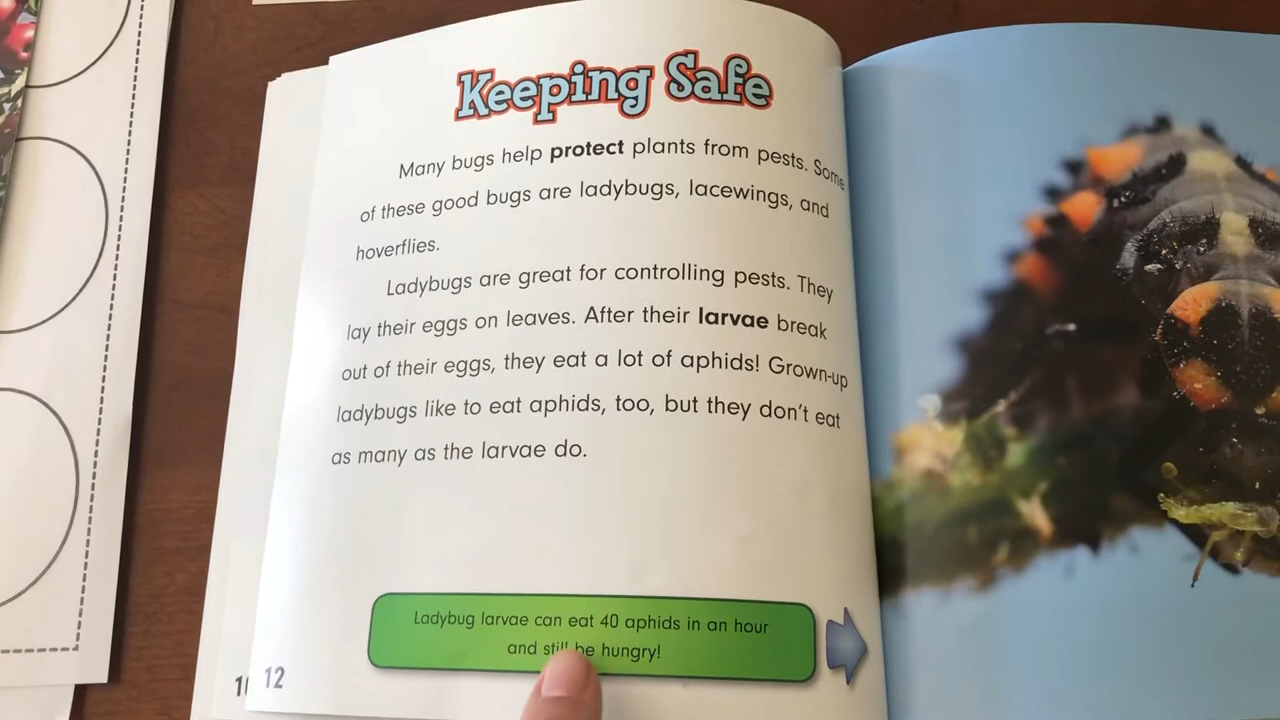 Keeping Safe
Many bugs help protect plants from pests. Some
of these good bugs are ladybugs, lacewings, and
hoverflies.
Ladybugs are great for controlling pests. They
lay their eggs on leaves. After their larvae break
out of their eggs, they eat a lot of aphids! Grown-up
ladybugs like to eat aphids, too, but they don't eat
as many as the larvae do.
Ladybug larvae can eat 40 aphids in an hour
and still be hungry!
12